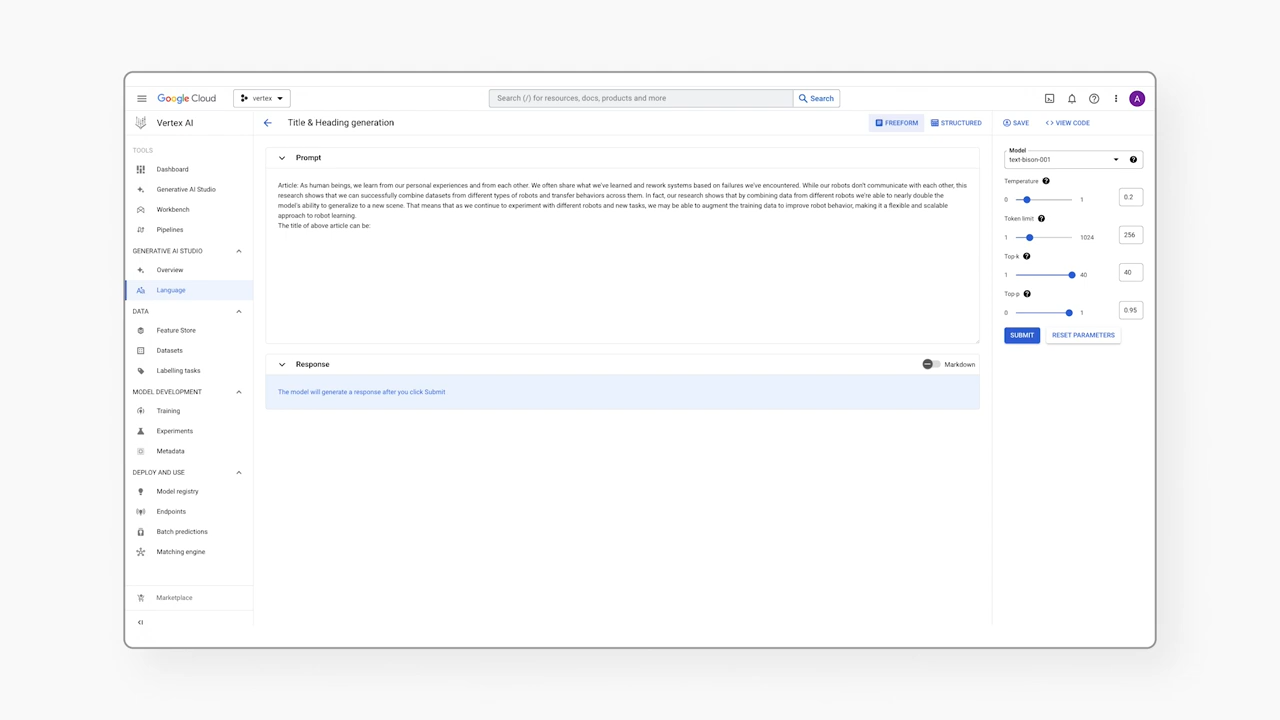 Google Cloud
vertex
Search (/) for resources, docs, products and more
Search
A
Vertex AI
Title & Heading generation
FREEFORM
STRUCTURED
SAVE
<> VIEW CODE
TOOLS
Dashboard
Generative AI Studio
Workbench
Pipelines
GENERATIVE AI STUDIO
Overview
Language
DATA
Feature Store
Datasets
Labelling tasks
MODEL DEVELOPMENT
Training
Experiments
Metadata
DEPLOY AND USE
Model registry
Endpoints
Batch predictions
Matching engine
Marketplace
Prompt
Article: As human beings, we learn from our personal experiences and from each other. We often share what we've learned and rework systems based on failures we've encountered. While our robots don't communicate with each other, this
research shows that we can successfully combine datasets from different types of robots and transfer behaviors across them. In fact, our research shows that by combining data from different robots we're able to nearly double the
model's ability to generalize to a new scene. That means that as we continue to experiment with different robots and new tasks, we may be able to augment the training data to improve robot behavior, making it a flexible and scalable
approach to robot learning.
The title of above article can be:
Response
Markdown
The model will generate a response after you click Submit
Model
text-bison-001
Temperature
0 1 0.2
Token limit
1 1024 256
Top-k
1 40 40
Top-p
0 1 0.95
SUBMIT
RESET PARAMETERS